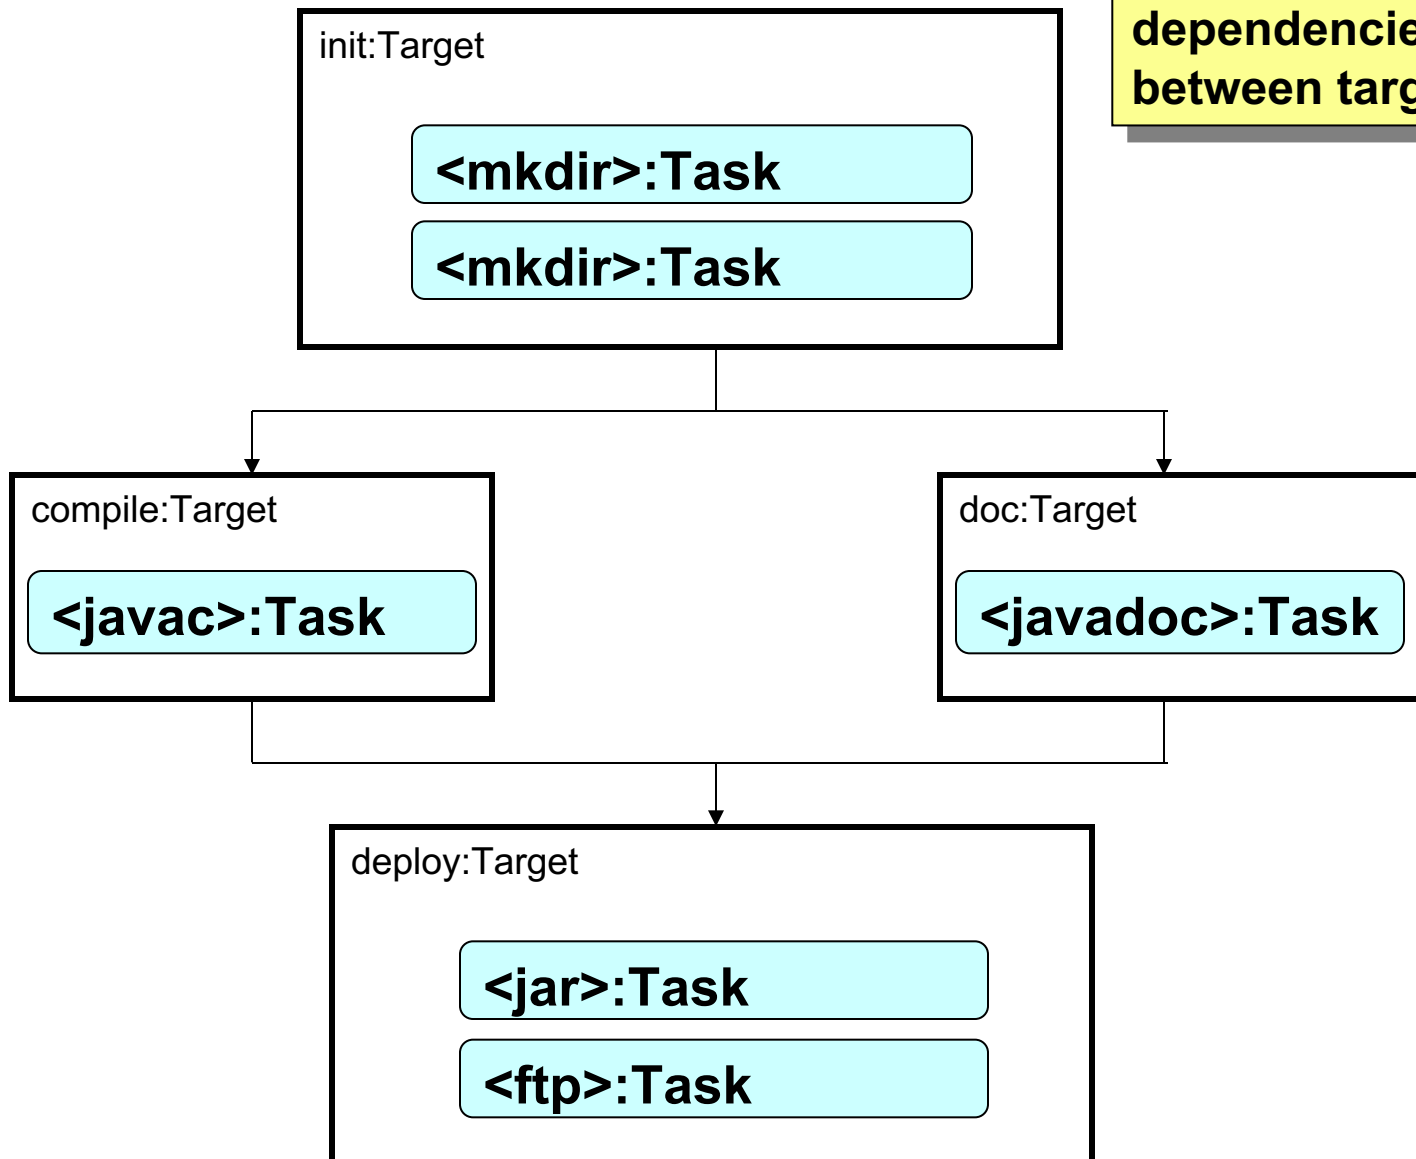 init:Target
<mkdir>:Task
<mkdir>:Task
between
compile:Target
doc:Target
<javac>:Task
<javadoc>:Task
deploy:Target
<jar>:Task
<ftp>:Task